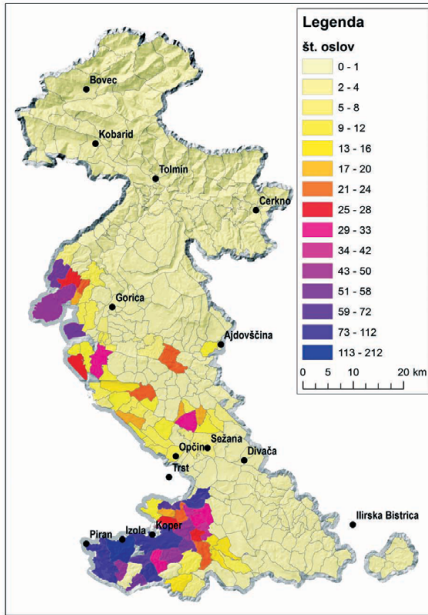 Legenda
št. oslov
0 - 1
2 - 4
5 - 8
9 - 12
13 - 16
17 - 20
21 - 24
25 - 28
29 - 33
34 - 42
43 - 50
51 - 58
59 - 72
73 - 112
113 - 212
0 10 20 km
Bovec
Kobarid
Tolmin
Cerkno
Gorica
Ajdovščina
Sežana
Opčine
Divača
Trst
Ilirska Bistrica
Koper
Izola
Piran